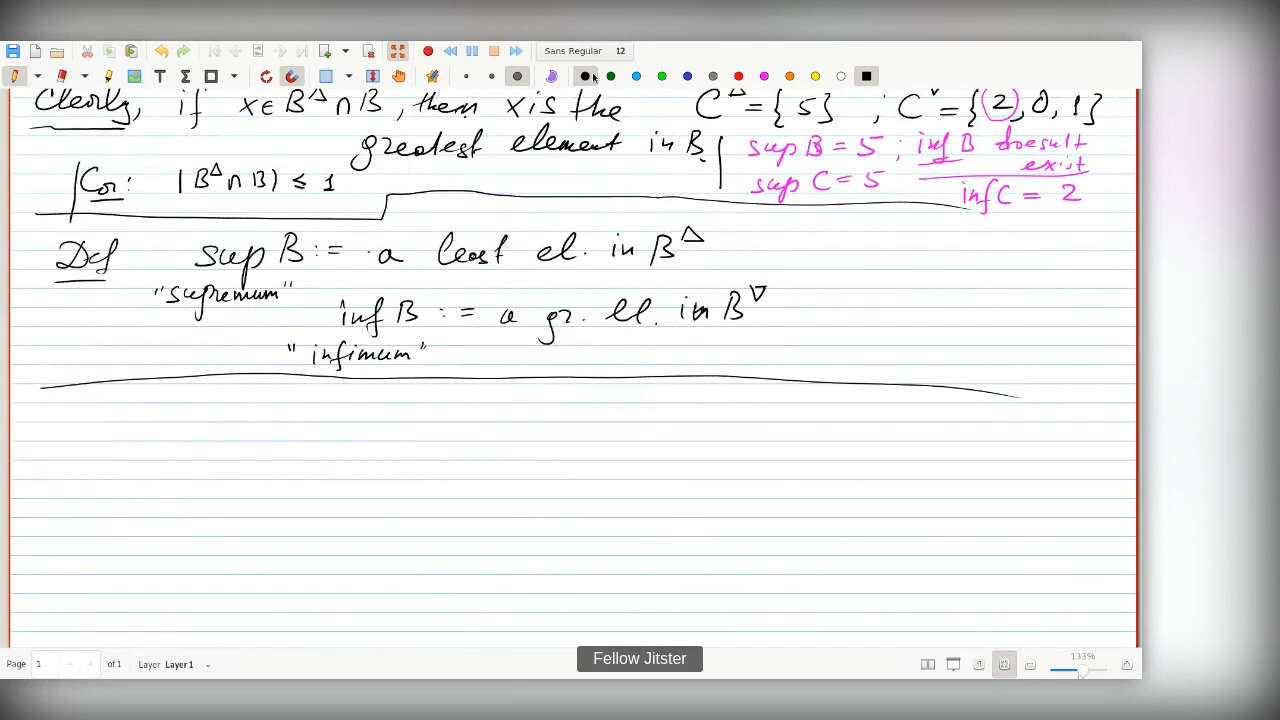 Sans Regular 12
Clearly, if x ∈ B^Δ ∩ B, then x is the
greatest element in B.
Cor: |B^Δ ∩ B| ≤ 1
C^Δ = { 5 } ; C^∇ = { 2, 0, 1 }
sup B = 5 ; inf B doesn't
exist
sup C = 5
inf C = 2
Def sup B := a least el. in B^Δ
"supremum"
inf B := a gr. el. in B^∇
"infimum"
Page 1 of 1 Layer Layer 1
Fellow Jitster
133%